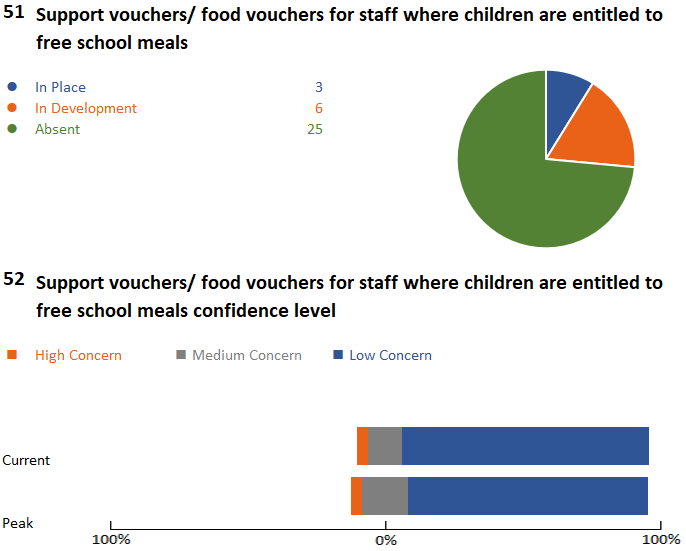 51 Support vouchers/ food vouchers for staff where children are entitled to
free school meals
In Place 3
In Development 6
Absent 25
52 Support vouchers/ food vouchers for staff where children are entitled to
free school meals confidence level
High Concern Medium Concern Low Concern
Current
Peak
100% 0% 100%